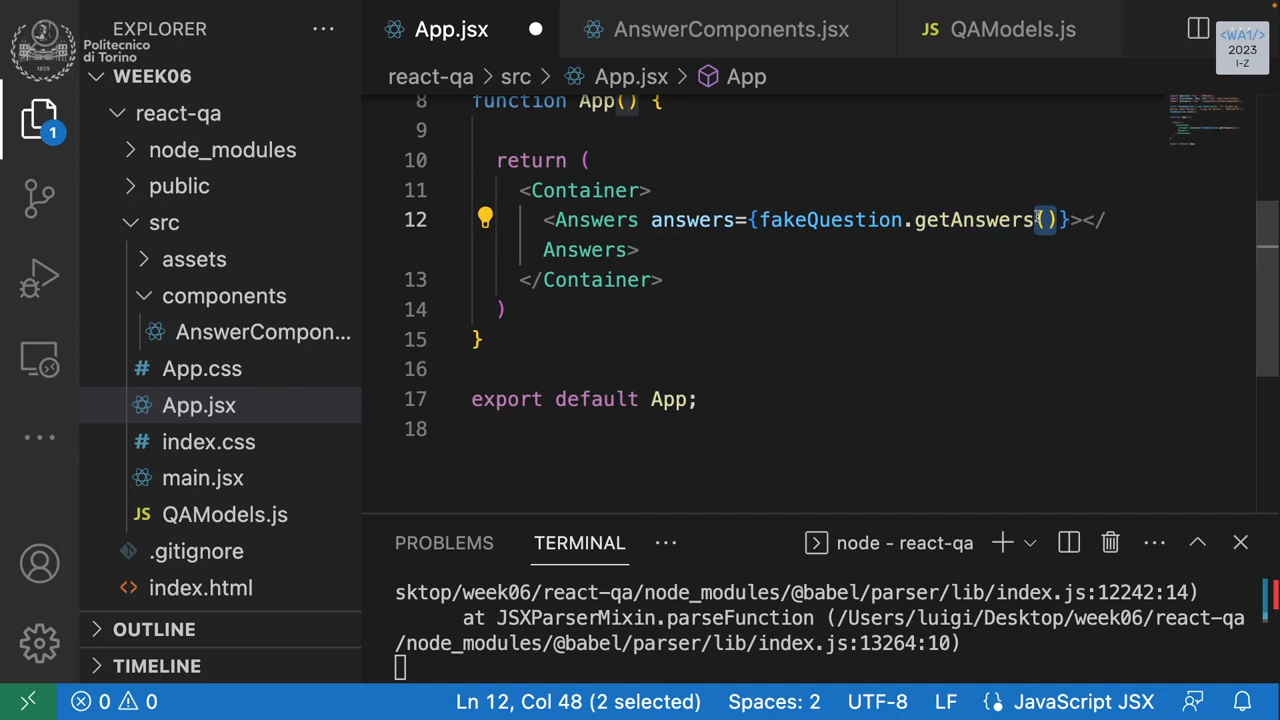 EXPLORER
Politecnico
di Torino
WEEK06
react-qa
node_modules
public
src
assets
components
AnswerCompon...
App.css
App.jsx
index.css
main.jsx
JS QAModels.js
.gitignore
index.html
OUTLINE
TIMELINE
1
App.jsx
AnswerComponents.jsx
JS QAModels.js
<WA1/>
2023
I-Z
react-qa > src > App.jsx > App
8 function App() {
9
10 return (
11 <Container>
12 <Answers answers={fakeQuestion.getAnswers()}></
Answers>
13 </Container>
14 )
15 }
16
17 export default App;
18
PROBLEMS TERMINAL
node - react-qa
sktop/week06/react-qa/node_modules/@babel/parser/lib/index.js:12242:14)
at JSXParserMixin.parseFunction (/Users/luigi/Desktop/week06/react-qa
/node_modules/@babel/parser/lib/index.js:13264:10)
0 0 Ln 12, Col 48 (2 selected) Spaces: 2 UTF-8 LF JavaScript JSX